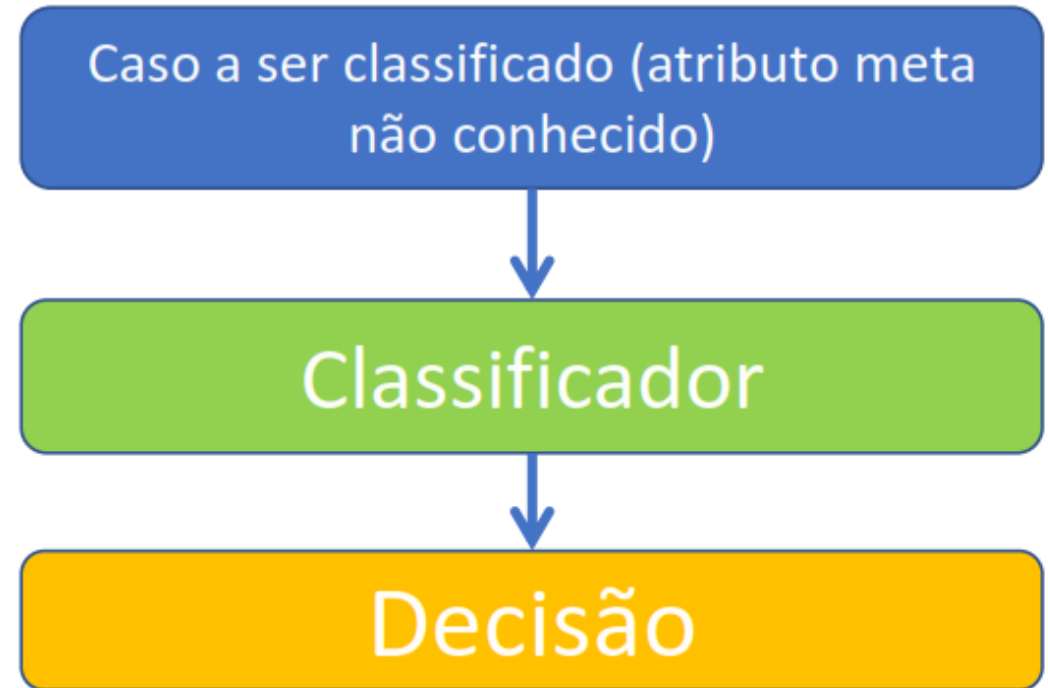 Caso a ser classificado (atributo meta
não conhecido)
Classificador
Decisão